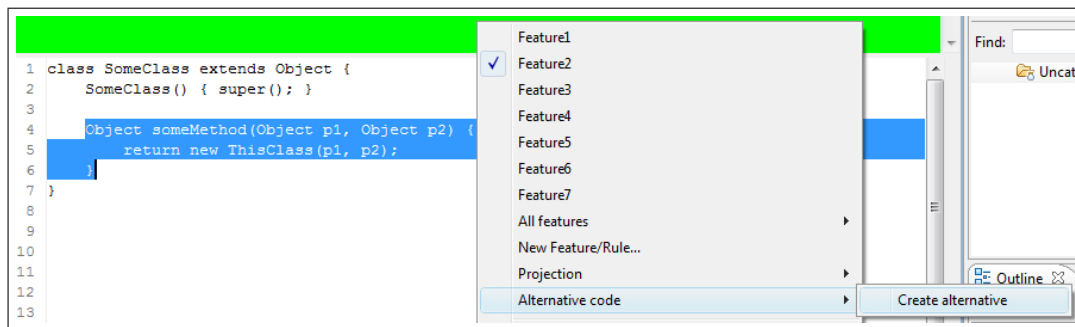 Feature1
Find:
✓ Feature2
1 class SomeClass extends Object {
Uncat
2     SomeClass() { super(); }
Feature3
3
Feature4
4     Object someMethod(Object p1, Object p2) {
5         return new ThisClass(p1, p2);
Feature5
6     }
Feature6
7 }
Feature7
8
All features
9
10
New Feature/Rule...
11
Projection
Outline
12
Alternative code
Create alternative
13